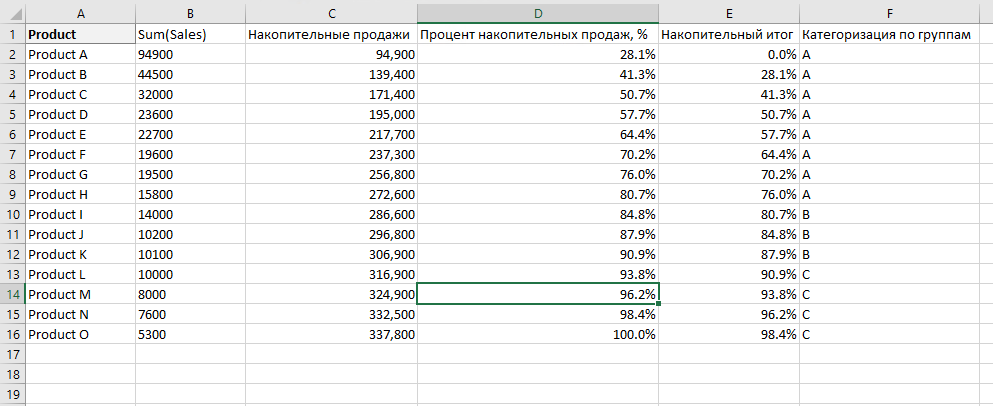 A B C D E F
1 Product Sum(Sales) Накопительные продажи Процент накопительных продаж, % Накопительный итог Категоризация по группам
2 Product A 94900 94,900 28.1% 0.0% A
3 Product B 44500 139,400 41.3% 28.1% A
4 Product C 32000 171,400 50.7% 41.3% A
5 Product D 23600 195,000 57.7% 50.7% A
6 Product E 22700 217,700 64.4% 57.7% A
7 Product F 19600 237,300 70.2% 64.4% A
8 Product G 19500 256,800 76.0% 70.2% A
9 Product H 15800 272,600 80.7% 76.0% A
10 Product I 14000 286,600 84.8% 80.7% B
11 Product J 10200 296,800 87.9% 84.8% B
12 Product K 10100 306,900 90.9% 87.9% B
13 Product L 10000 316,900 93.8% 90.9% C
14 Product M 8000 324,900 96.2% 93.8% C
15 Product N 7600 332,500 98.4% 96.2% C
16 Product O 5300 337,800 100.0% 98.4% C
17
18
19